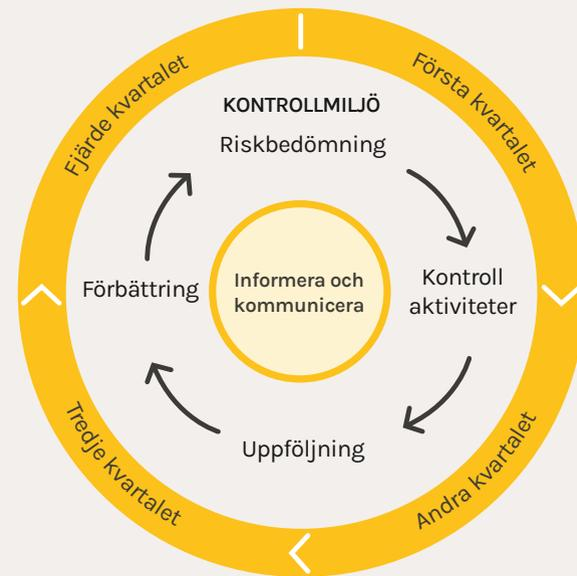 Fjärde kvartalet
Första kvartalet
KONTROLLMILJÖ
Riskbedömning
Förbättring
Informera och
kommunicera
Kontroll
aktiviteter
Uppföljning
Tredje kvartalet
Andra kvartalet